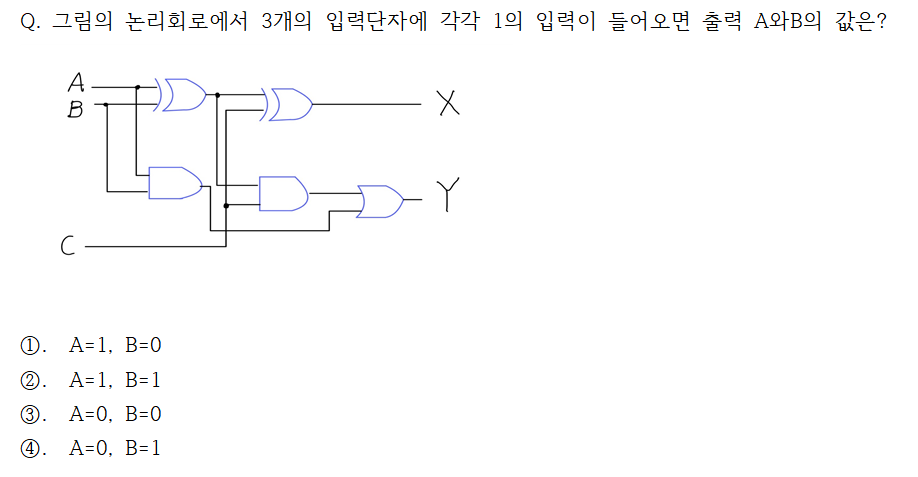 Q. 그림의 논리회로에서 3개의 입력단자에 각각 1의 입력이 들어오면 출력 A와B의 값은?
A
B
X
Y
C
①. A=1, B=0
②. A=1, B=1
③. A=0, B=0
④. A=0, B=1